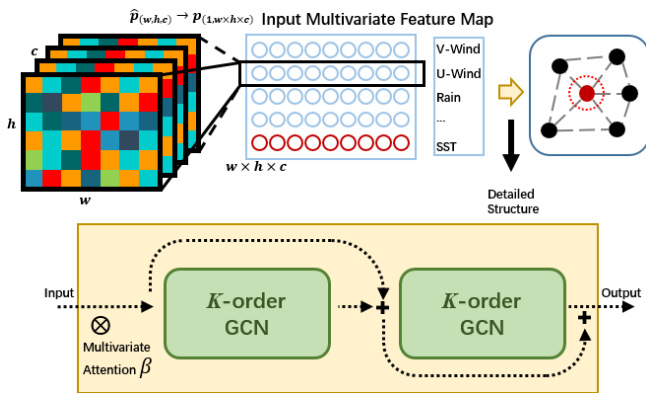 p̂(w,h,c) → p(1,w×h×c)
Input Multivariate Feature Map
c
w
h
w
w × h × c
V-Wind
U-Wind
Rain
...
SST
Detailed
Structure
Input
K-order
GCN
K-order
GCN
Output
Multivariate
Attention β